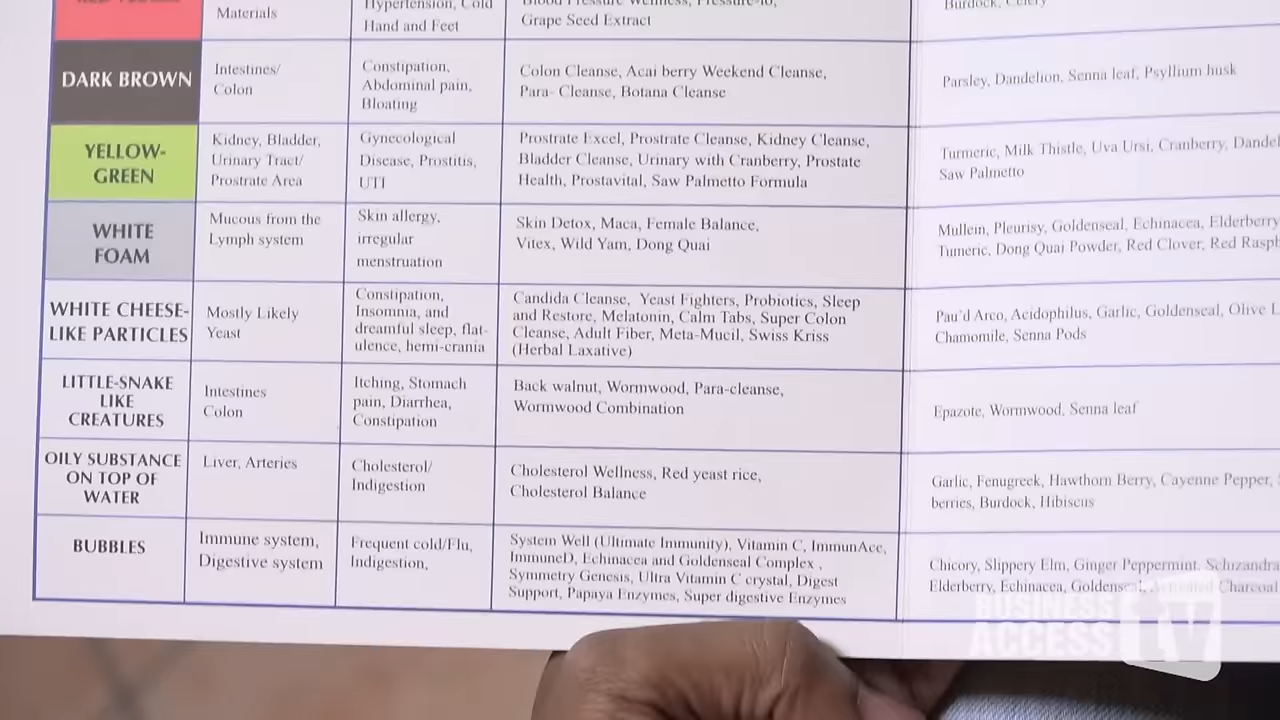 Materials
Hypertension, Cold
Hand and Feet
Grape Seed Extract
Burdock, Celery
DARK BROWN
Intestines/
Colon
Constipation,
Abdominal pain,
Bloating
Colon Cleanse, Acai berry Weekend Cleanse,
Para- Cleanse, Botana Cleanse
Parsley, Dandelion, Senna leaf, Psyllium husk
YELLOW-
GREEN
Kidney, Bladder,
Urinary Tract/
Prostrate Area
Gynecological
Disease, Prostitis,
UTI
Prostrate Excel, Prostrate Cleanse, Kidney Cleanse,
Bladder Cleanse, Urinary with Cranberry, Prostate
Health, Prostavital, Saw Palmetto Formula
Turmeric, Milk Thistle, Uva Ursi, Cranberry, Dandel
Saw Palmetto
WHITE
FOAM
Mucous from the
Lymph system
Skin allergy,
irregular
menstruation
Skin Detox, Maca, Female Balance,
Vitex, Wild Yam, Dong Quai
Mullein, Pleurisy, Goldenseal, Echinacea, Elderberry
Tumeric, Dong Quai Powder, Red Clover, Red Raspb
WHITE CHEESE-
LIKE PARTICLES
Mostly Likely
Yeast
Constipation,
Insomnia, and
dreamful sleep, flat-
ulence, hemi-crania
Candida Cleanse, Yeast Fighters, Probiotics, Sleep
and Restore, Melatonin, Calm Tabs, Super Colon
Cleanse, Adult Fiber, Meta-Mucil, Swiss Kriss
(Herbal Laxative)
Pau'd Arco, Acidophilus, Garlic, Goldenseal, Olive L
Chamomile, Senna Pods
LITTLE-SNAKE
LIKE
CREATURES
Intestines
Colon
Itching, Stomach
pain, Diarrhea,
Constipation
Back walnut, Wormwood, Para-cleanse,
Wormwood Combination
Epazote, Wormwood, Senna leaf
OILY SUBSTANCE
ON TOP OF
WATER
Liver, Arteries
Cholesterol/
Indigestion
Cholesterol Wellness, Red yeast rice,
Cholesterol Balance
Garlic, Fenugreek, Hawthorn Berry, Cayenne Pepper,
berries, Burdock, Hibiscus
BUBBLES
Immune system,
Digestive system
Frequent cold/Flu,
Indigestion,
System Well (Ultimate Immunity), Vitamin C, ImmunAce,
ImmuneD, Echinacea and Goldenseal Complex ,
Symmetry Genesis, Ultra Vitamin C crystal, Digest
Support, Papaya Enzymes, Super digestive Enzymes
Chicory, Slippery Elm, Ginger Peppermint, Schizandra
Elderberry, Echinacea, Goldenseal, Activated Charcoal
BUSINESS
ACCESS
tv